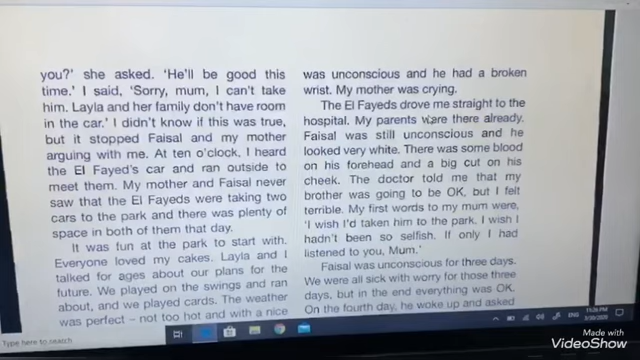 you?' she asked. 'He'll be good this
time.' I said, 'Sorry, mum, I can't take
him. Layla and her family don't have room
in the car.' I didn't know if this was true,
but it stopped Faisal and my mother
arguing with me. At ten o'clock, I heard
the El Fayed's car and ran outside to
meet them. My mother and Faisal never
saw that the El Fayeds were taking two
cars to the park and there was plenty of
space in both of them that day.
It was fun at the park to start with.
Everyone loved my cakes. Layla and I
talked for ages about our plans for the
future. We played on the swings and ran
about, and we played cards. The weather
was perfect – not too hot and with a nice
was unconscious and he had a broken
wrist. My mother was crying.
The El Fayeds drove me straight to the
hospital. My parents were there already.
Faisal was still unconscious and he
looked very white. There was some blood
on his forehead and a big cut on his
cheek. The doctor told me that my
brother was going to be OK, but I felt
terrible. My first words to my mum were,
'I wish I'd taken him to the park. I wish I
hadn't been so selfish. If only I had
listened to you, Mum.'
Faisal was unconscious for three days.
We were all sick with worry for those three
days, but in the end everything was OK.
On the fourth day, he woke up and asked
Type here to search
ENG
Made with
VideoShow